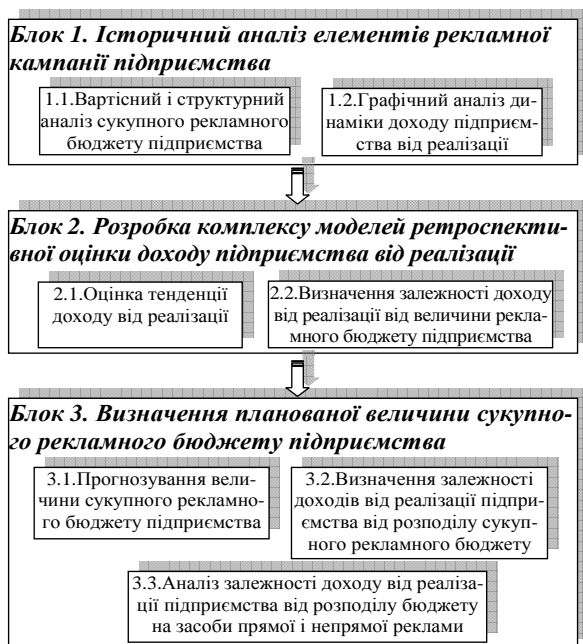 Блок 1. Історичний аналіз елементів рекламної
кампанії підприємства
1.1.Вартісний і структурний
аналіз сукупного рекламного
бюджету підприємства
1.2.Графічний аналіз ди-
наміки доходу підприєм-
ства від реалізації
Блок 2. Розробка комплексу моделей ретроспекти-
вної оцінки доходу підприємства від реалізації
2.1.Оцінка тенденції
доходу від реалізації
2.2.Визначення залежності доходу
від реалізації від величини рекла-
много бюджету підприємства
Блок 3. Визначення планованої величини сукупно-
го рекламного бюджету підприємства
3.1.Прогнозування вели-
чини сукупного рекламно-
го бюджету підприємства
3.2.Визначення залежності
доходів від реалізації підпри-
ємства від розподілу сукуп-
ного рекламного бюджету
3.3.Аналіз залежності доходу від реаліза-
ції підприємства від розподілу бюджету
на засоби прямої і непрямої реклами